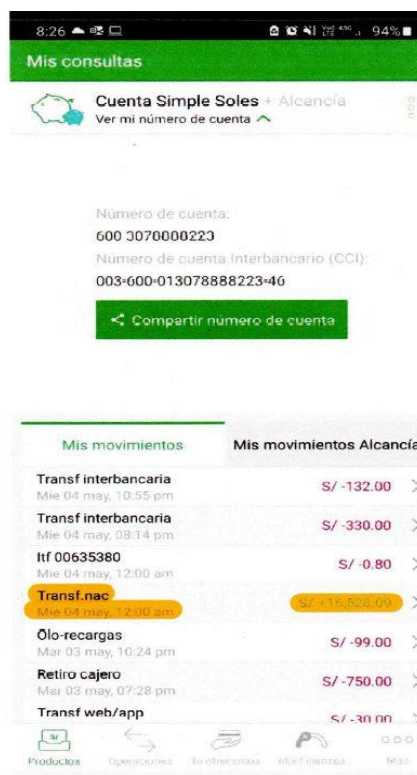 8:26
94%
Mis consultas
Cuenta Simple Soles + Alcancía
Ver mi número de cuenta
Número de cuenta:
Número de cuenta Interbancario (CCI):
003-600-013078888223-46
Compartir número de cuenta
Mis movimientos Mis movimientos Alcancía
Transf interbancaria
Mie 04 may, 10:55 pm
S/ -132.00
Transf interbancaria
Mie 04 may, 08:14 pm
S/ -330.00
Itf 00635380
Mie 04 may, 12:00 am
S/ -0.80
Transf.nac
Mie 04 may, 12:00 am
S/ +16,528.09
Olo-recargas
Mar 03 may, 10:24 pm
S/ -99.00
Retiro cajero
Mar 03 may, 07:28 pm
S/ -750.00
Transf web/app
S/ -30.00
S/
Productos Operaciones Te ofrecemos Mis Finanzas Más